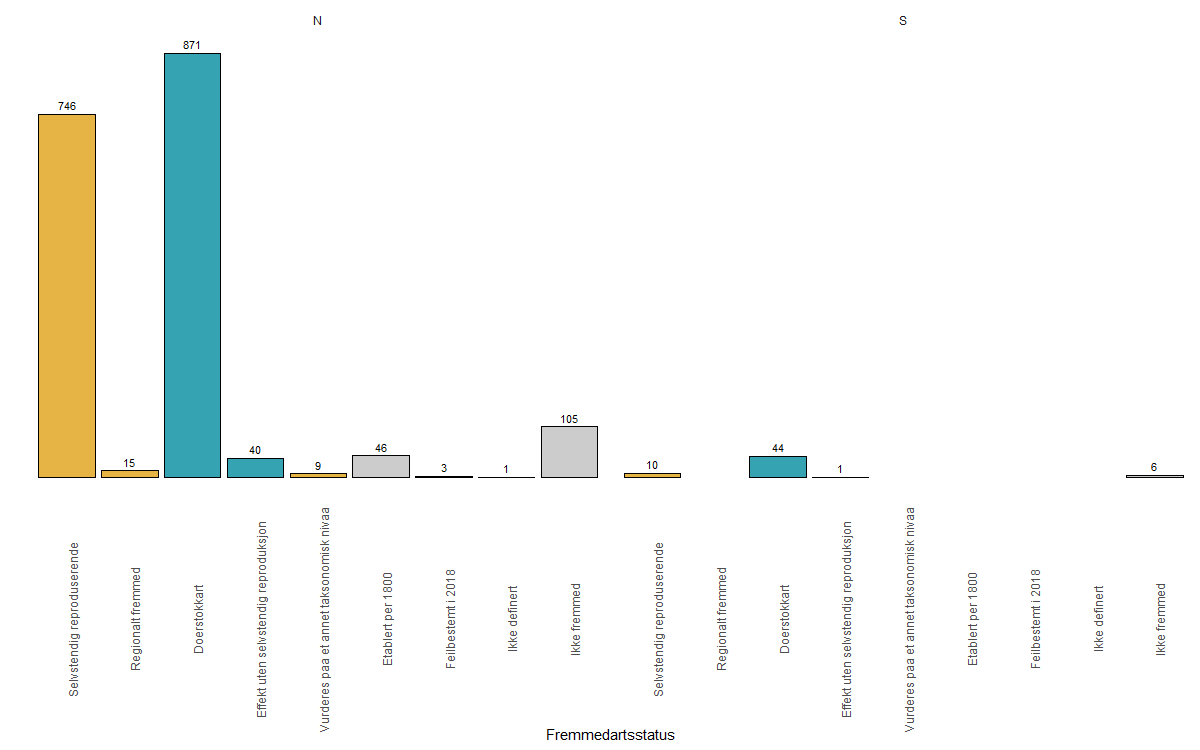 N
S
871
746
105
46
40
15
9
3
1
10
44
1
6
Selvstendig reproduserende
Regionalt fremmed
Doerstokkart
Effekt uten selvstendig reproduksjon
Vurderes paa et annet taksonomisk nivaa
Etablert per 1800
Feilbestemt i 2018
Ikke definert
Ikke fremmed
Selvstendig reproduserende
Regionalt fremmed
Doerstokkart
Effekt uten selvstendig reproduksjon
Vurderes paa et annet taksonomisk nivaa
Etablert per 1800
Feilbestemt i 2018
Ikke definert
Ikke fremmed
Fremmedartsstatus